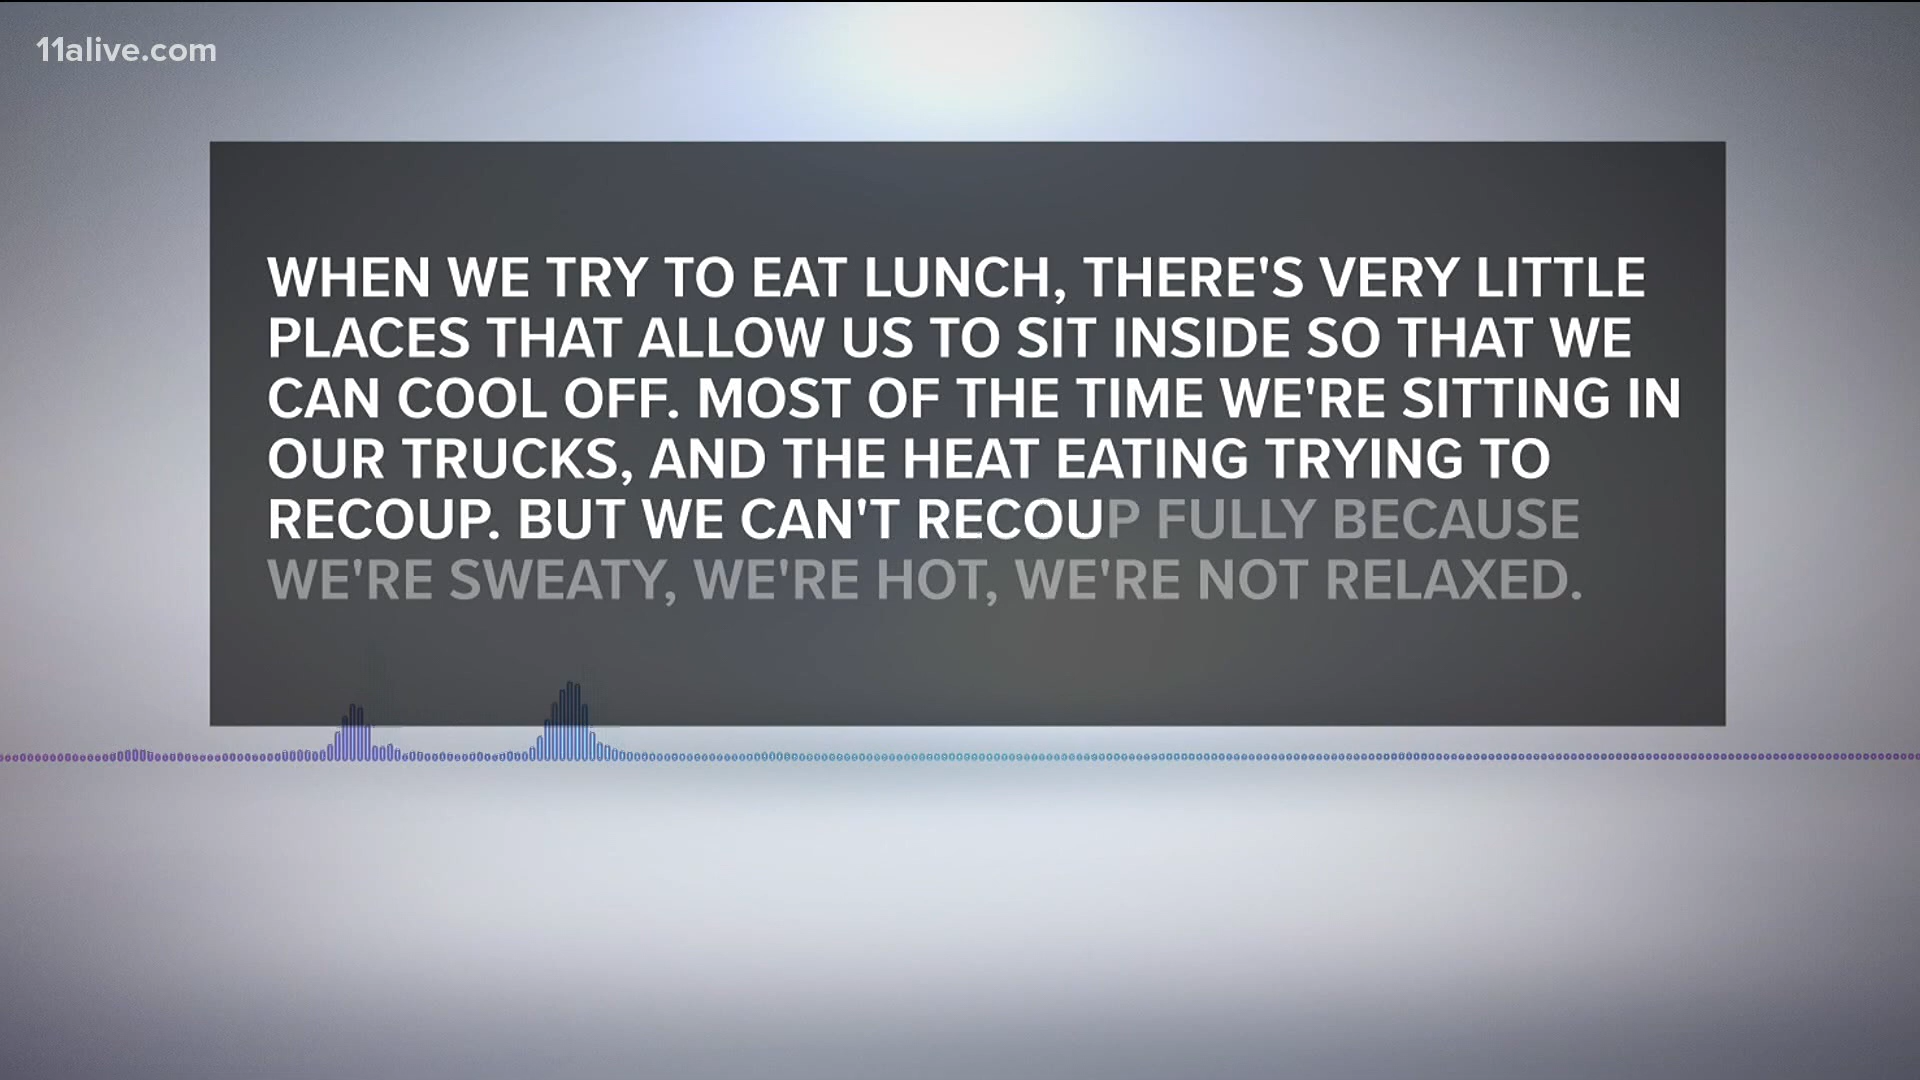 11alive.com
WHEN WE TRY TO EAT LUNCH, THERE'S VERY LITTLE
PLACES THAT ALLOW US TO SIT INSIDE SO THAT WE
CAN COOL OFF. MOST OF THE TIME WE'RE SITTING IN
OUR TRUCKS, AND THE HEAT EATING TRYING TO
RECOUP. BUT WE CAN'T RECOUP FULLY BECAUSE
WE'RE SWEATY, WE'RE HOT, WE'RE NOT RELAXED.